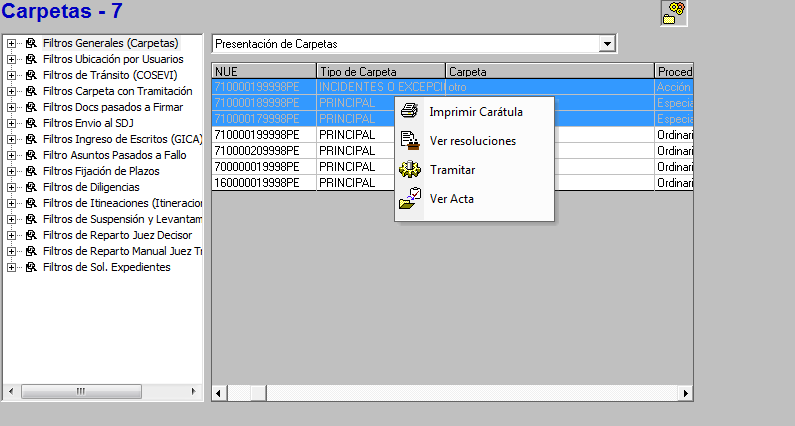 Carpetas - 7
Filtros Generales (Carpetas)
Filtros Ubicación por Usuarios
Filtros de Tránsito (COSEVI)
Filtros Carpeta con Tramitación
Filtros Docs pasados a Firmar
Filtros Envio al SDJ
Filtros Ingreso de Escritos (GICA)
Filtro Asuntos Pasados a Fallo
Filtros Fijación de Plazos
Filtros de Diligencias
Filtros de Itineaciones (Itineracion
Filtros de Suspensión y Levantam
Filtros de Reparto Juez Decisor
Filtros de Reparto Manual Juez T
Filtros de Sol. Expedientes
Presentación de Carpetas
NUE Tipo de Carpeta Carpeta Proced
710000199998PE INCIDENTES O EXCEPCI otro Acción
710000189998PE PRINCIPAL Especia
710000179998PE PRINCIPAL Especia
710000199998PE PRINCIPAL Ordinari
710000209998PE PRINCIPAL Ordinari
700000019998PE PRINCIPAL Ordinari
160000019998PE PRINCIPAL Ordinari
Imprimir Carátula
Ver resoluciones
Tramitar
Ver Acta